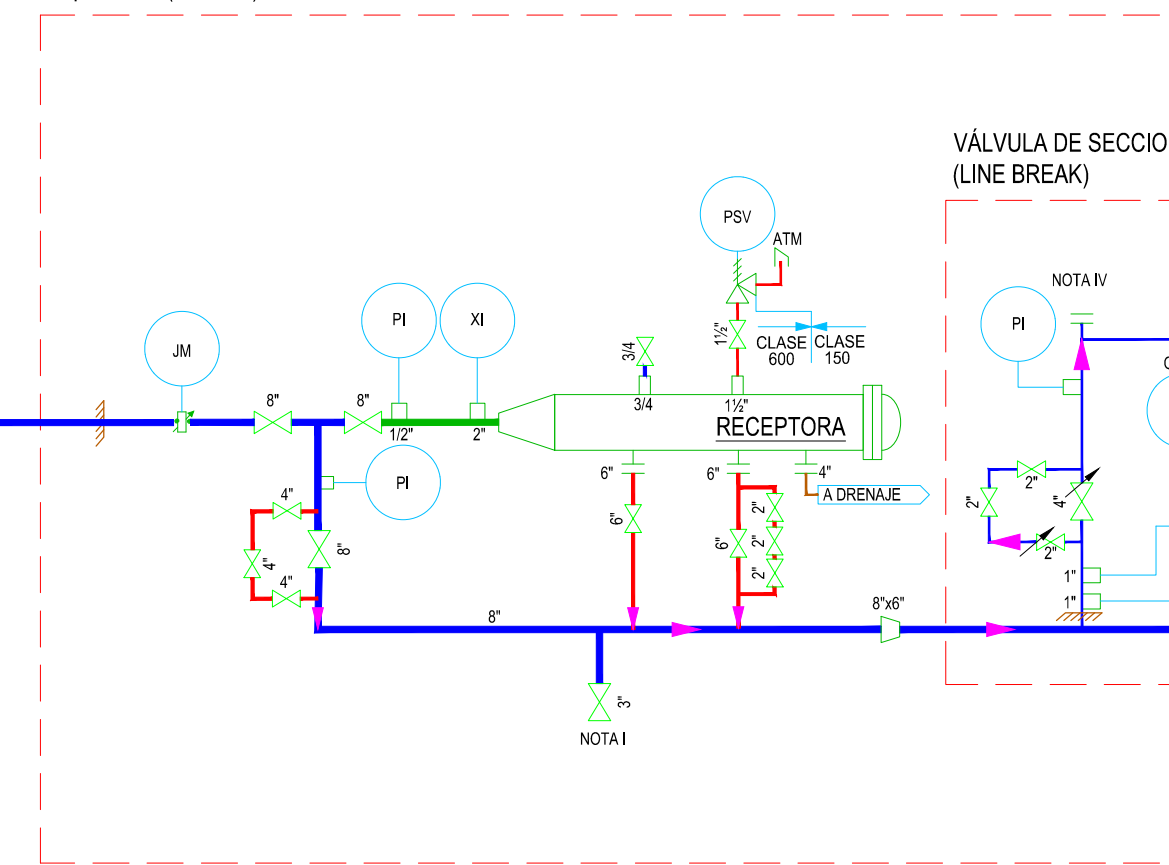 VÁLVULA DE SECCIO
(LINE BREAK)
PSV
ATM
NOTA IV
PI
XI
PI
JM
1½"
CLASE CLASE
600 150
3/4
3/4
1½"
8"
8"
1/2"
2"
RECEPTORA
PI
6"
6"
4"
A DRENAJE
4"
8"
4"
4"
6"
6"
2"
2"
2"
2"
2"
4"
2"
1"
1"
8"
8"x6"
3"
NOTA I